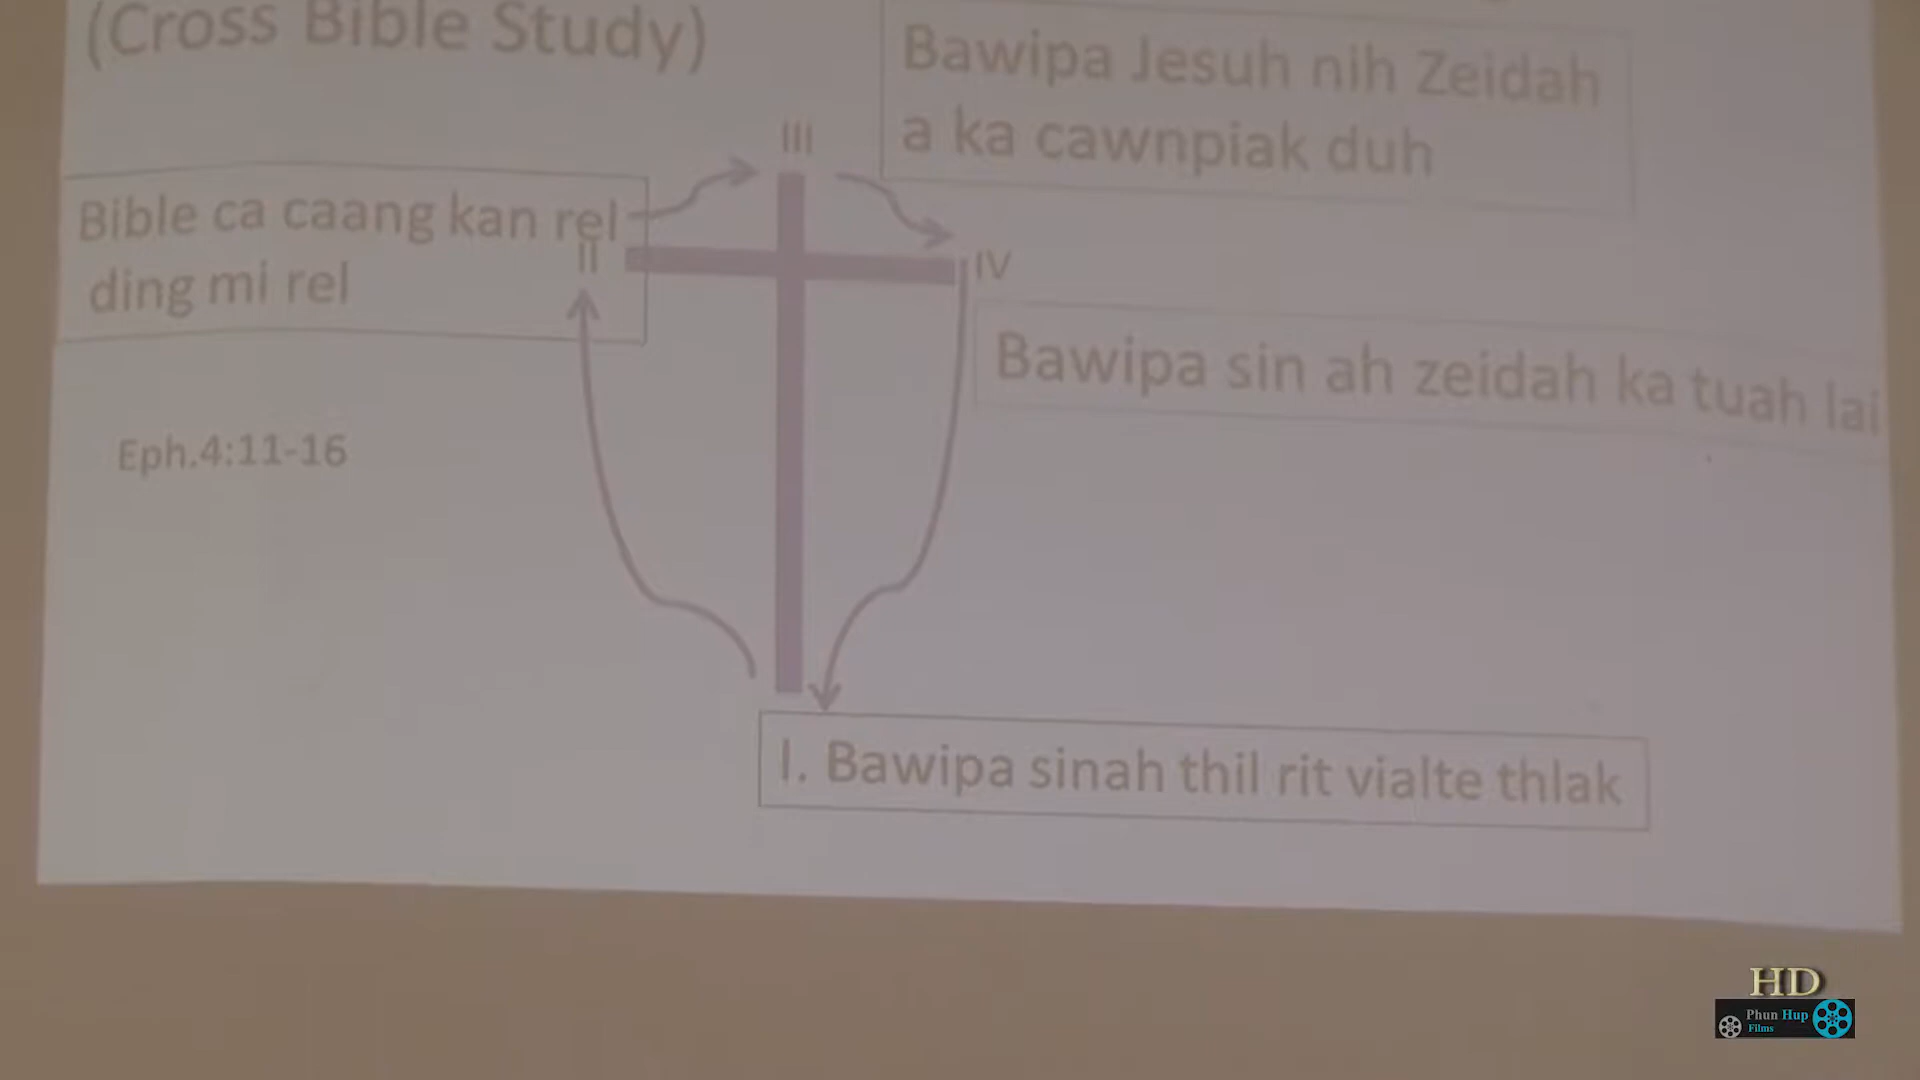 (Cross Bible Study)
Bawipa Jesuh nih Zeidah
a ka cawnpiak duh
III
Bible ca caang kan rel
ding mi rel
II
IV
Bawipa sin ah zeidah ka tuah lai
Eph.4:11-16
I. Bawipa sinah thil rit vialte thlak
HD
Phun Hup
Films